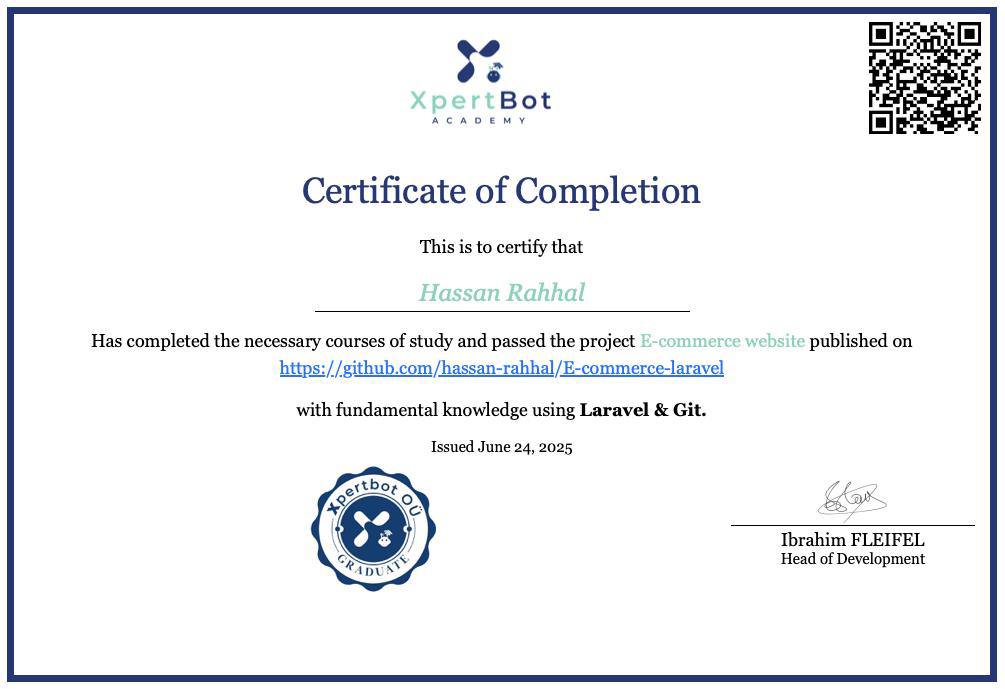 XpertBot
ACADEMY
Certificate of Completion
This is to certify that
Hassan Rahhal
Has completed the necessary courses of study and passed the project E-commerce website published on
https://github.com/hassan-rahhal/E-commerce-laravel
with fundamental knowledge using Laravel & Git.
Issued June 24, 2025
Xpertbot OÜ
GRADUATE
Ibrahim FLEIFEL
Head of Development